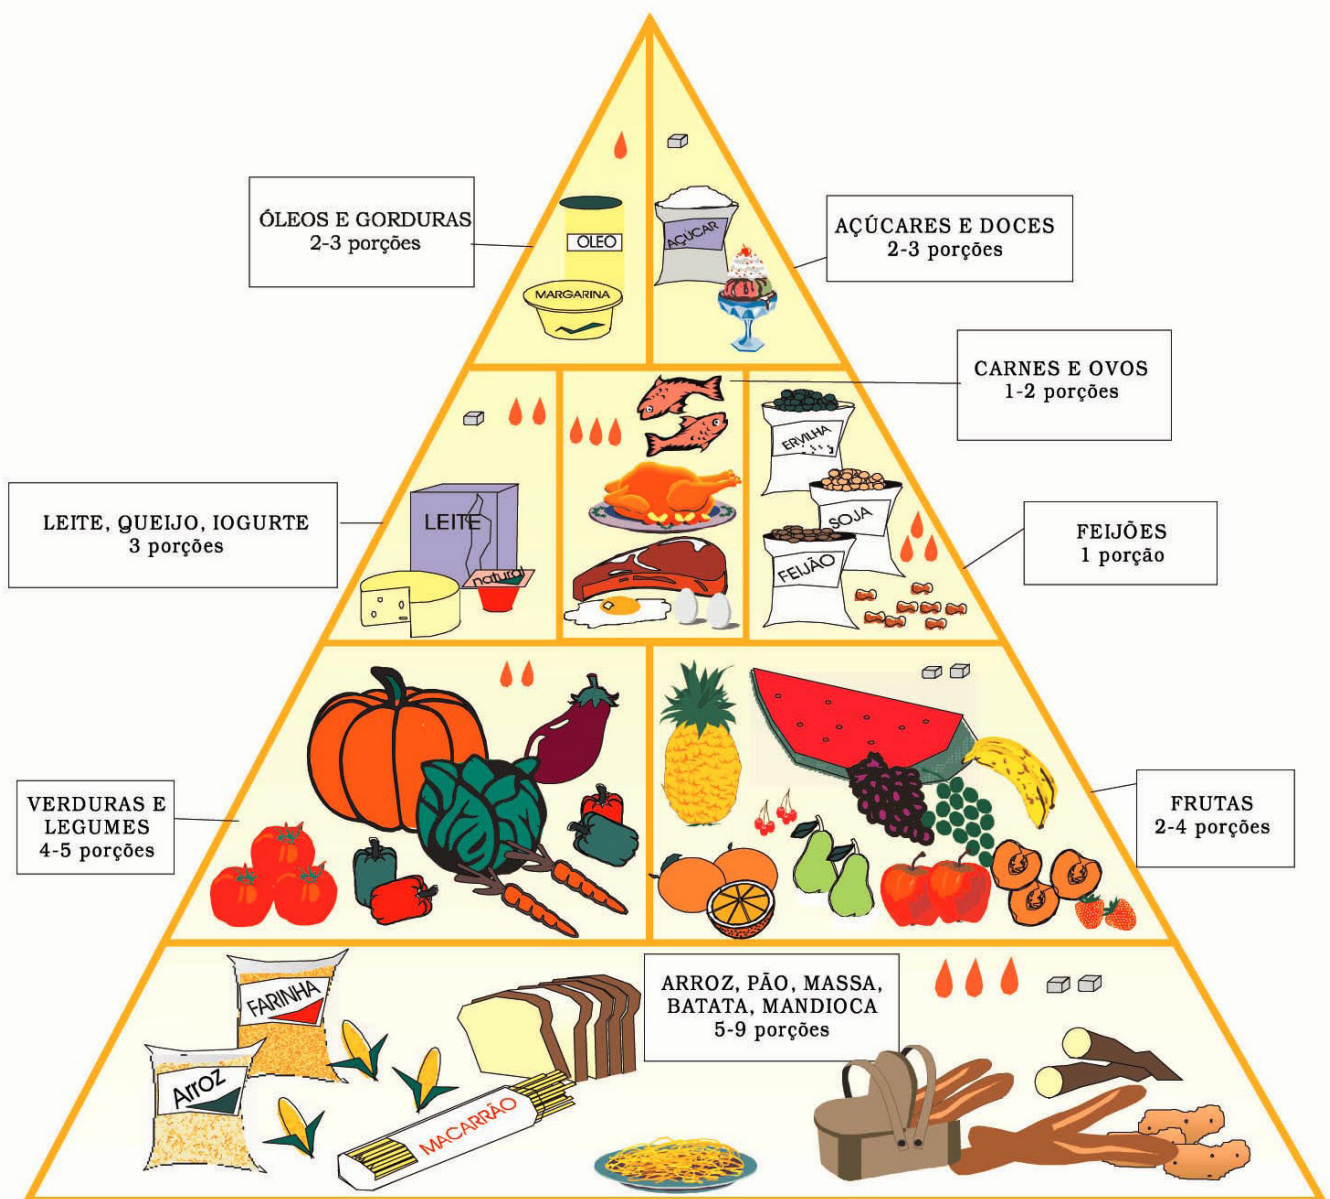 ÓLEOS E GORDURAS
2-3 porções
AÇÚCARES E DOCES
2-3 porções
OLEO
AÇÚCAR
MARGARINA
CARNES E OVOS
1-2 porções
LEITE, QUEIJO, IOGURTE
3 porções
LEITE
natural
ERVILHA
SOJA
FEIJÃO
FEIJÕES
1 porção
VERDURAS E
LEGUMES
4-5 porções
FRUTAS
2-4 porções
FARINHA
Arroz
MACARRÃO
ARROZ, PÃO, MASSA,
BATATA, MANDIOCA
5-9 porções